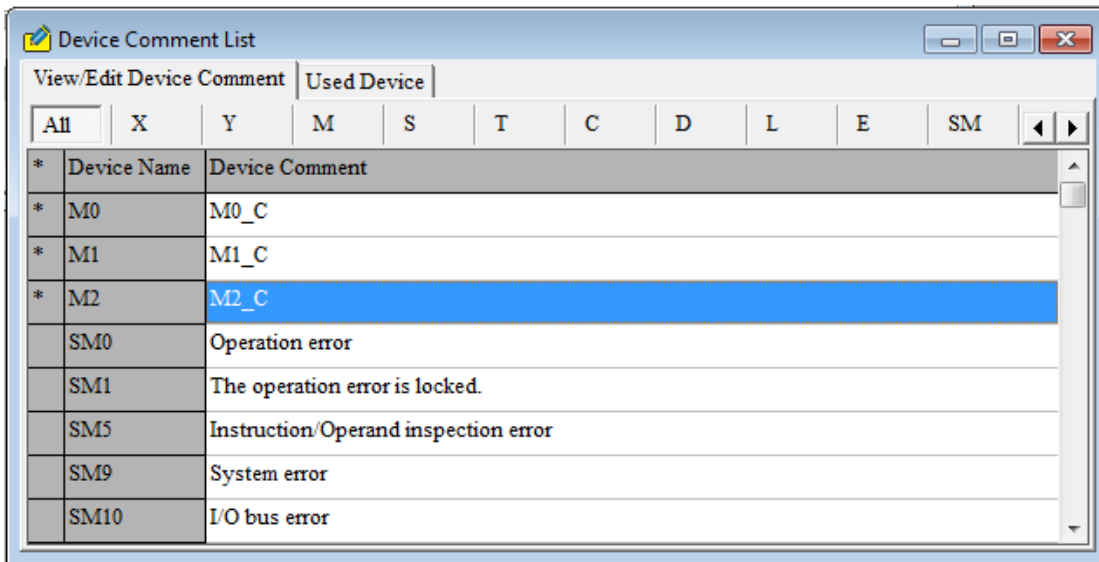 Device Comment List
View/Edit Device Comment Used Device
All X Y M S T C D L E SM
* Device Name Device Comment
* M0 M0_C
* M1 M1_C
* M2 M2_C
SM0 Operation error
SM1 The operation error is locked.
SM5 Instruction/Operand inspection error
SM9 System error
SM10 I/O bus error